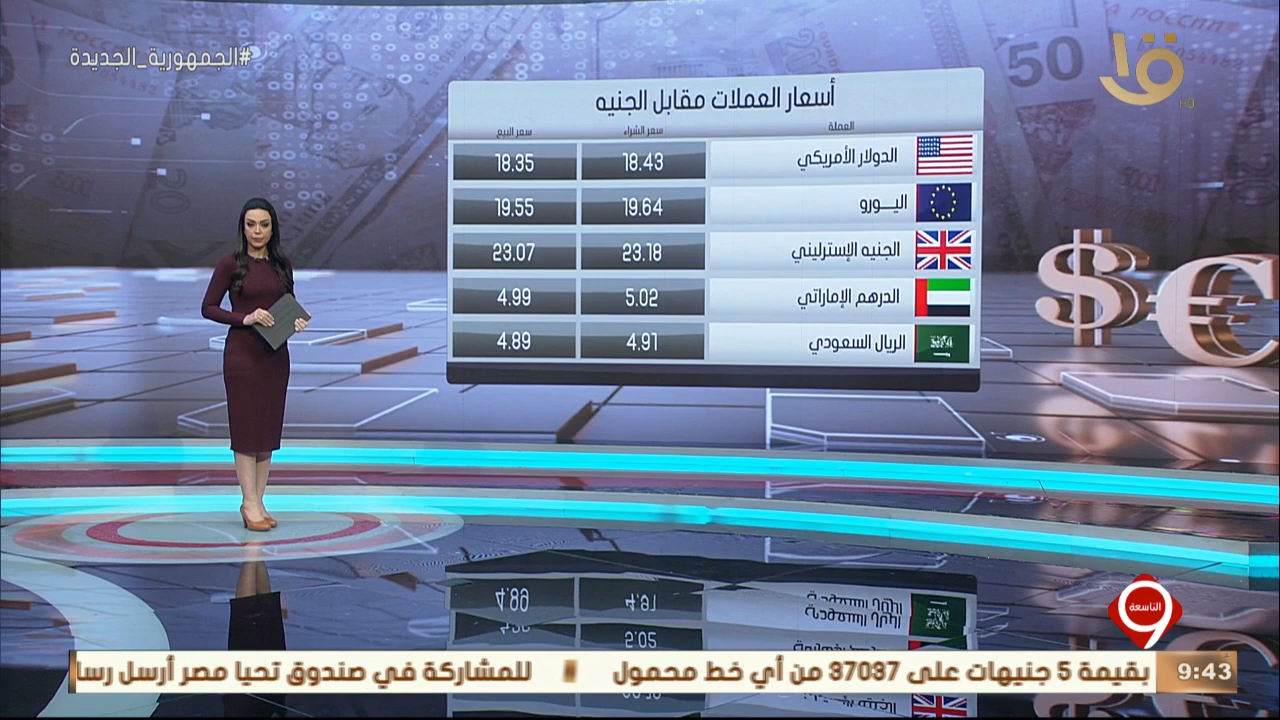 #الجمهورية_الجديدة
50
HD
أسعار العملات مقابل الجنيه
العملة سعر الشراء سعر البيع
الدولار الأمريكي 18.43 18.35
اليـــورو 19.64 19.55
الجنيه الإسترليني 23.18 23.07
الدرهم الإماراتي 5.02 4.99
الريال السعودي 4.91 4.89
التاسعة
9
9:43
بقيمة 5 جنيهات على 37037 من أي خط محمول
للمشاركة في صندوق تحيا مصر أرسل رسا